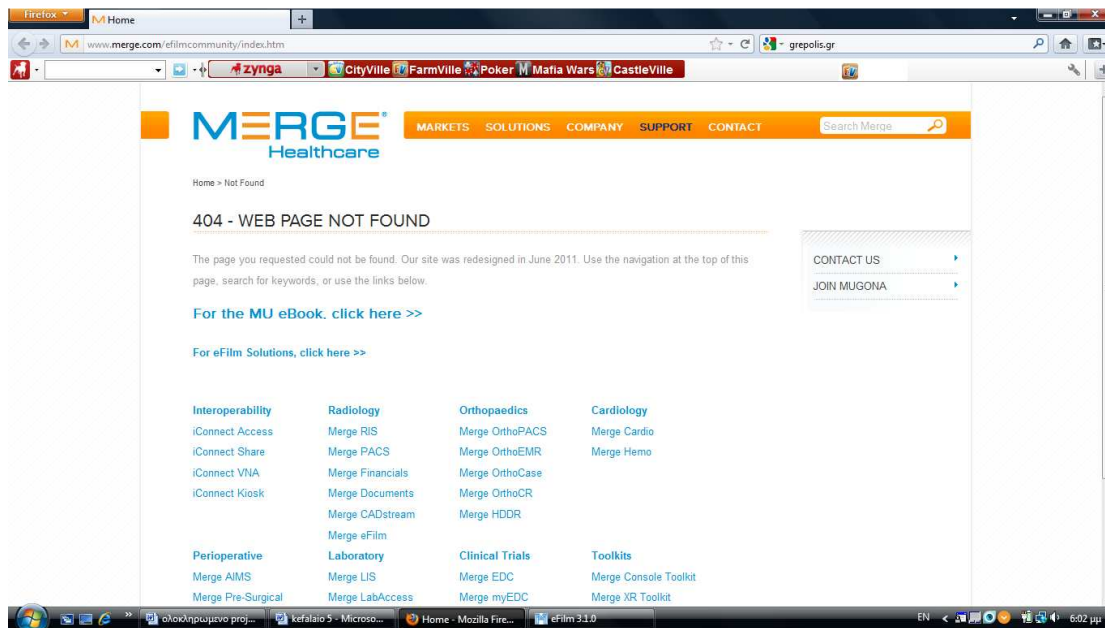 Firefox
M Home
www.merge.com/efilmcommunity/index.htm
grepolis.gr
zynga CityVille FarmVille Poker Mafia Wars CastleVille
MERGE®
Healthcare
MARKETS SOLUTIONS COMPANY SUPPORT CONTACT
Search Merge
Home > Not Found
404 - WEB PAGE NOT FOUND
The page you requested could not be found. Our site was redesigned in June 2011. Use the navigation at the top of this
page, search for keywords, or use the links below.
CONTACT US
JOIN MUGONA
For the MU eBook, click here >>
For eFilm Solutions, click here >>
Interoperability
iConnect Access
iConnect Share
iConnect VNA
iConnect Kiosk
Radiology
Merge RIS
Merge PACS
Merge Financials
Merge Documents
Merge CADstream
Merge eFilm
Orthopaedics
Merge OrthoPACS
Merge OrthoEMR
Merge OrthoCase
Merge OrthoCR
Merge HDDR
Cardiology
Merge Cardio
Merge Hemo
Perioperative
Merge AIMS
Merge Pre-Surgical
Laboratory
Merge LIS
Merge LabAccess
Clinical Trials
Merge EDC
Merge myEDC
Toolkits
Merge Console Toolkit
Merge XR Toolkit
ολοκληρωμενο proj...
kefalaio 5 - Microso...
Home - Mozilla Fire...
eFilm 3.1.0
EN
6:02 μμ